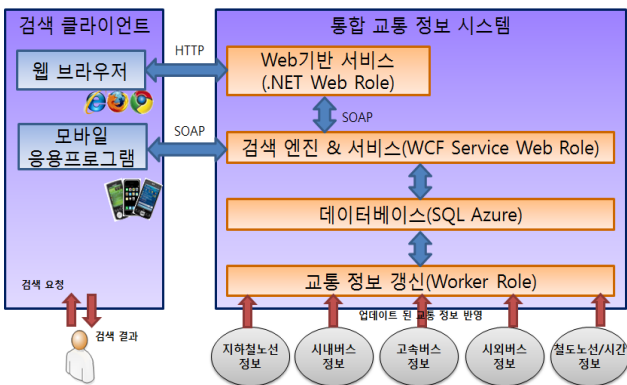 검색 클라이언트
통합 교통 정보 시스템
웹 브라우저
HTTP
Web기반 서비스
(.NET Web Role)
SOAP
모바일
응용프로그램
SOAP
검색 엔진 & 서비스(WCF Service Web Role)
데이터베이스(SQL Azure)
교통 정보 갱신(Worker Role)
검색 요청
업데이트 된 교통 정보 반영
검색 결과
지하철노선
정보
시내버스
정보
고속버스
정보
시외버스
정보
철도노선/시간
정보